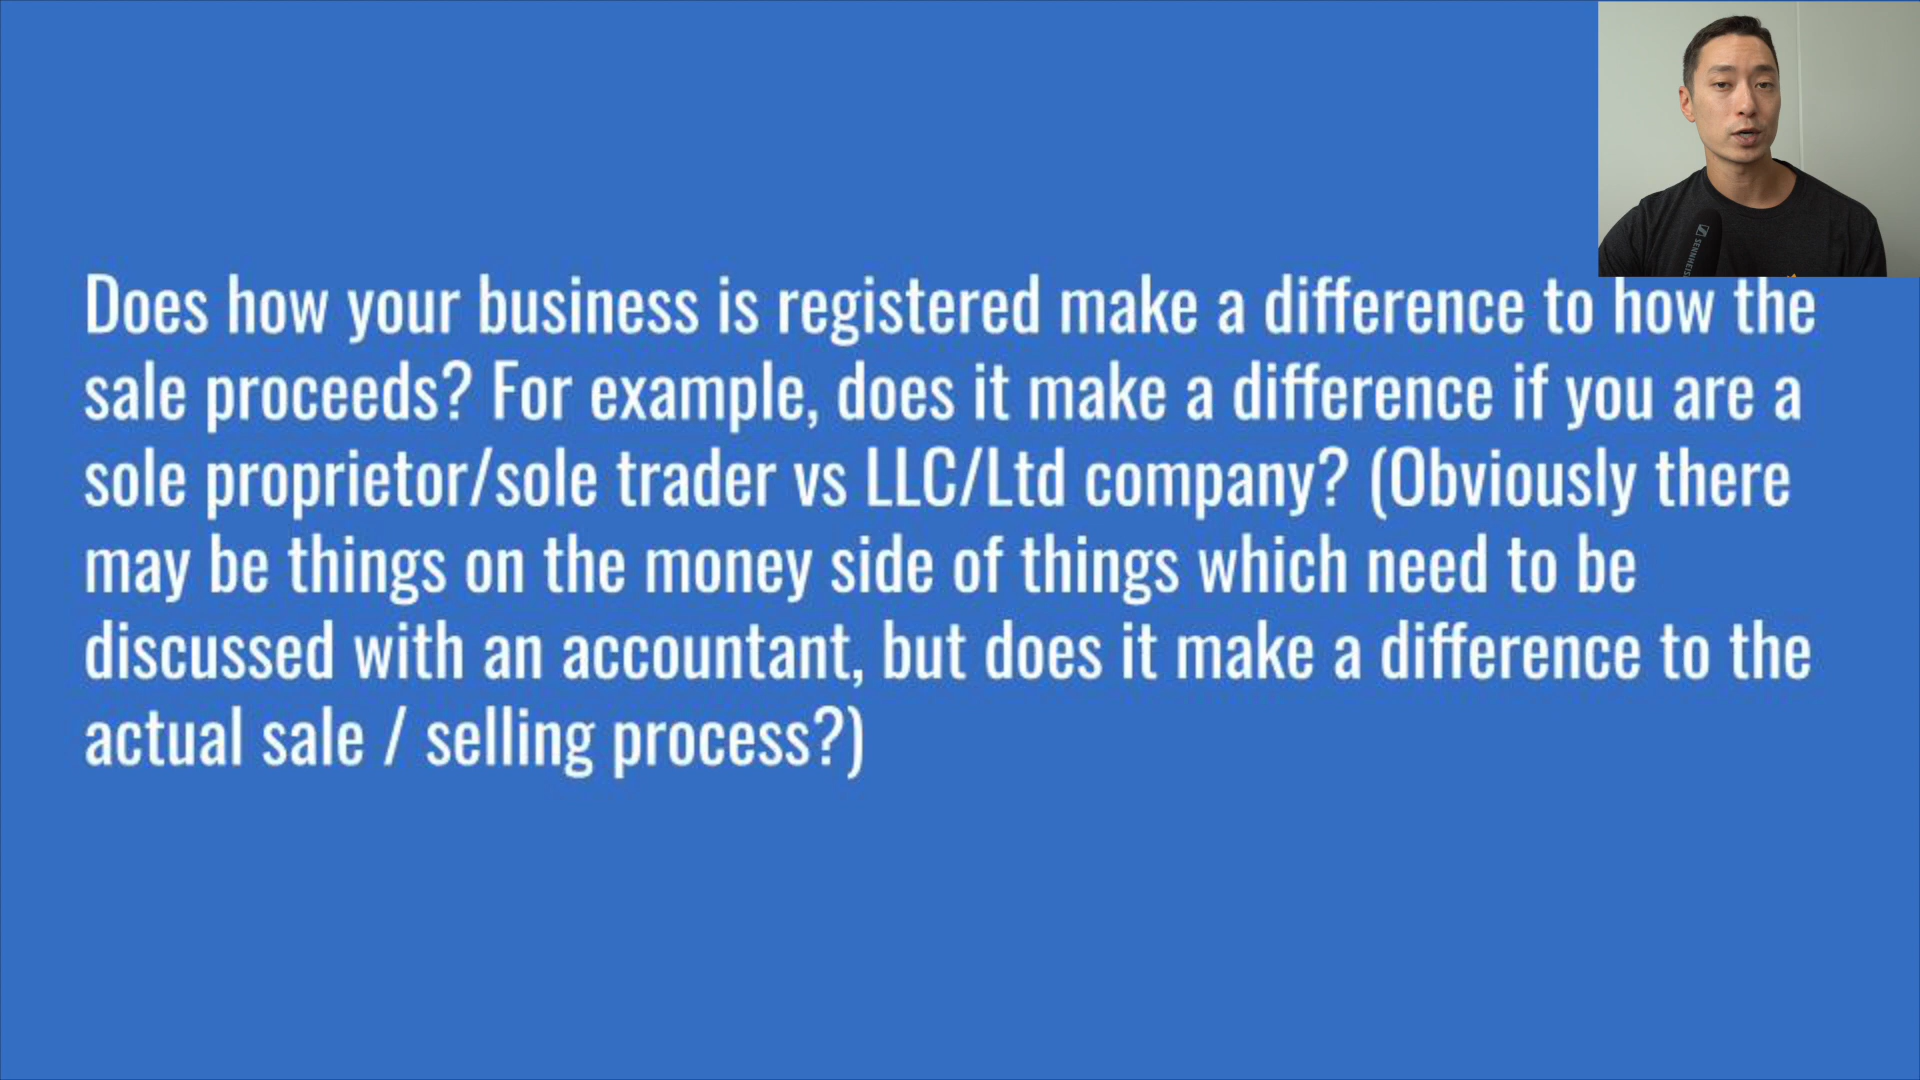 Does how your business is registered make a difference to how the
sale proceeds? For example, does it make a difference if you are a
sole proprietor/sole trader vs LLC/Ltd company? (Obviously there
may be things on the money side of things which need to be
discussed with an accountant, but does it make a difference to the
actual sale / selling process?)